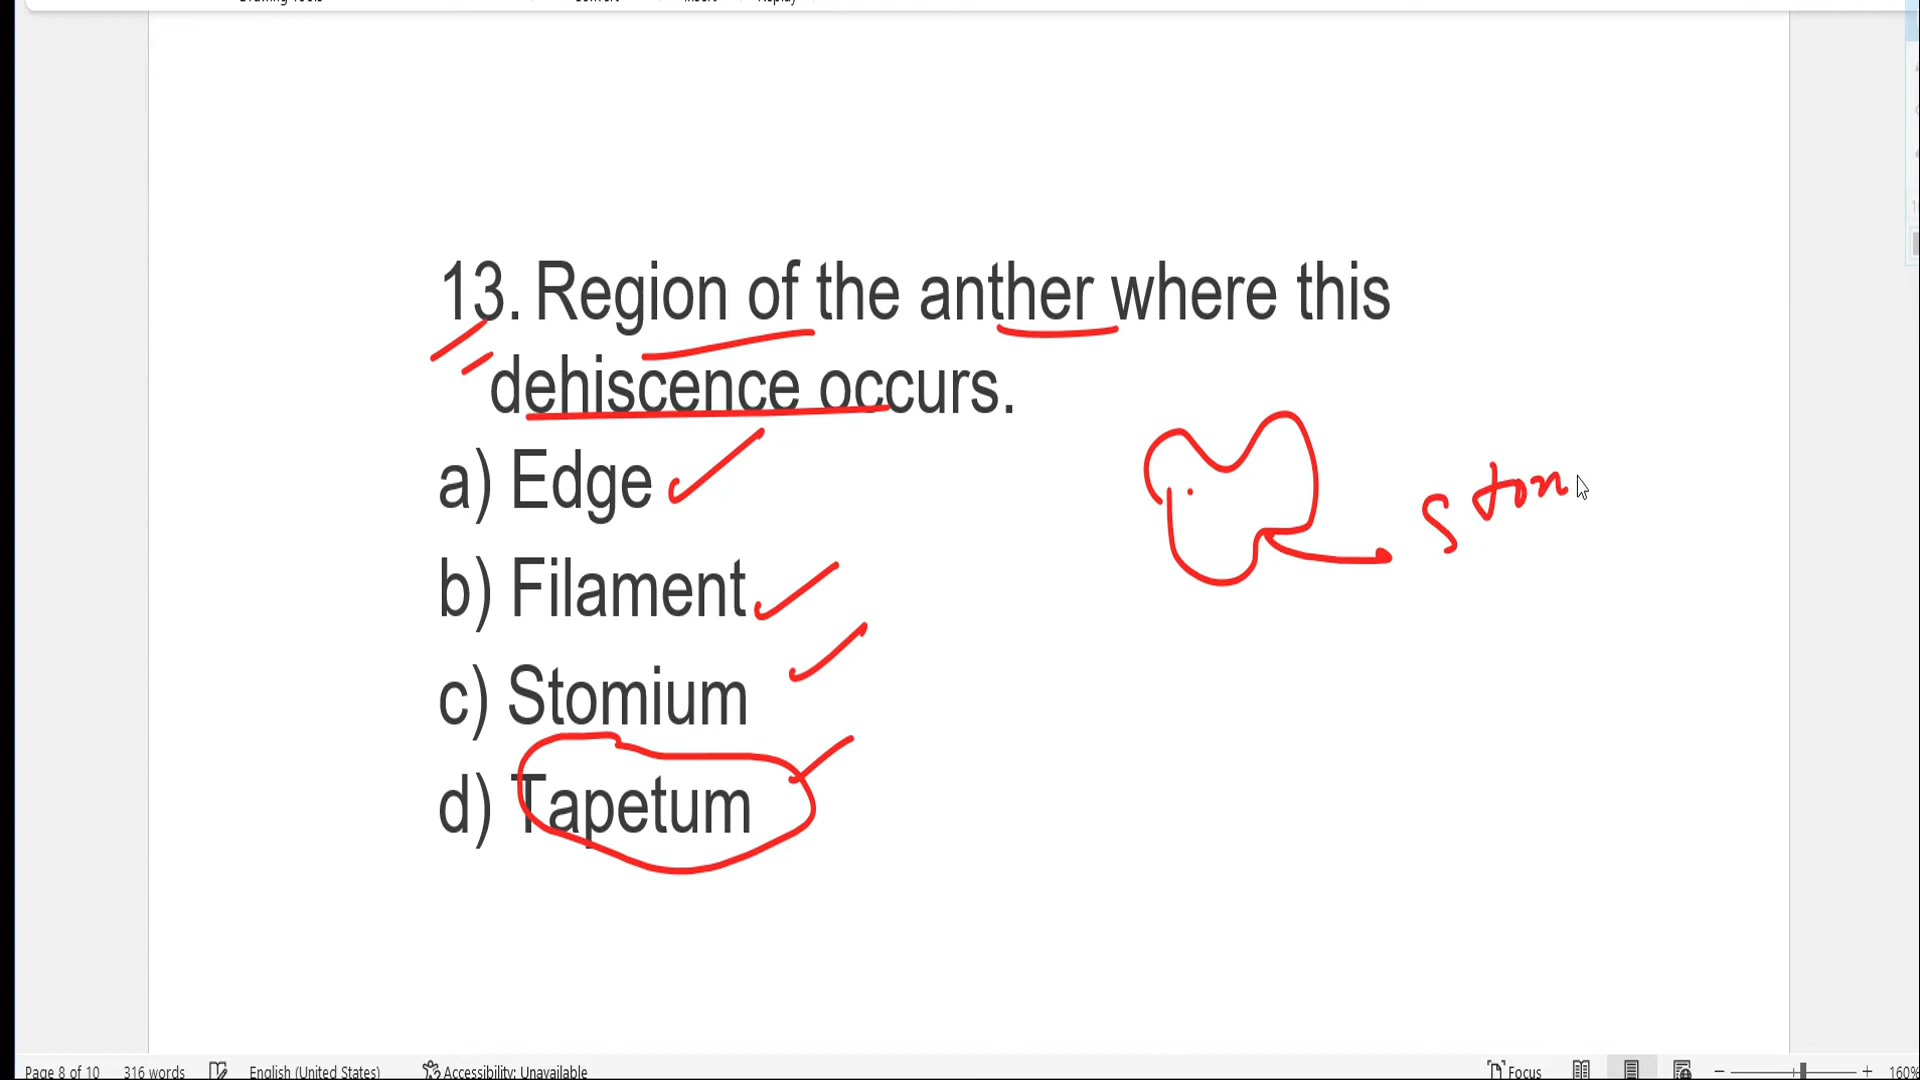 13. Region of the anther where this
dehiscence occurs.
a) Edge
b) Filament
c) Stomium
d) Tapetum
stom
Page 8 of 10 316 words English (United States) Accessibility: Unavailable Focus 160%